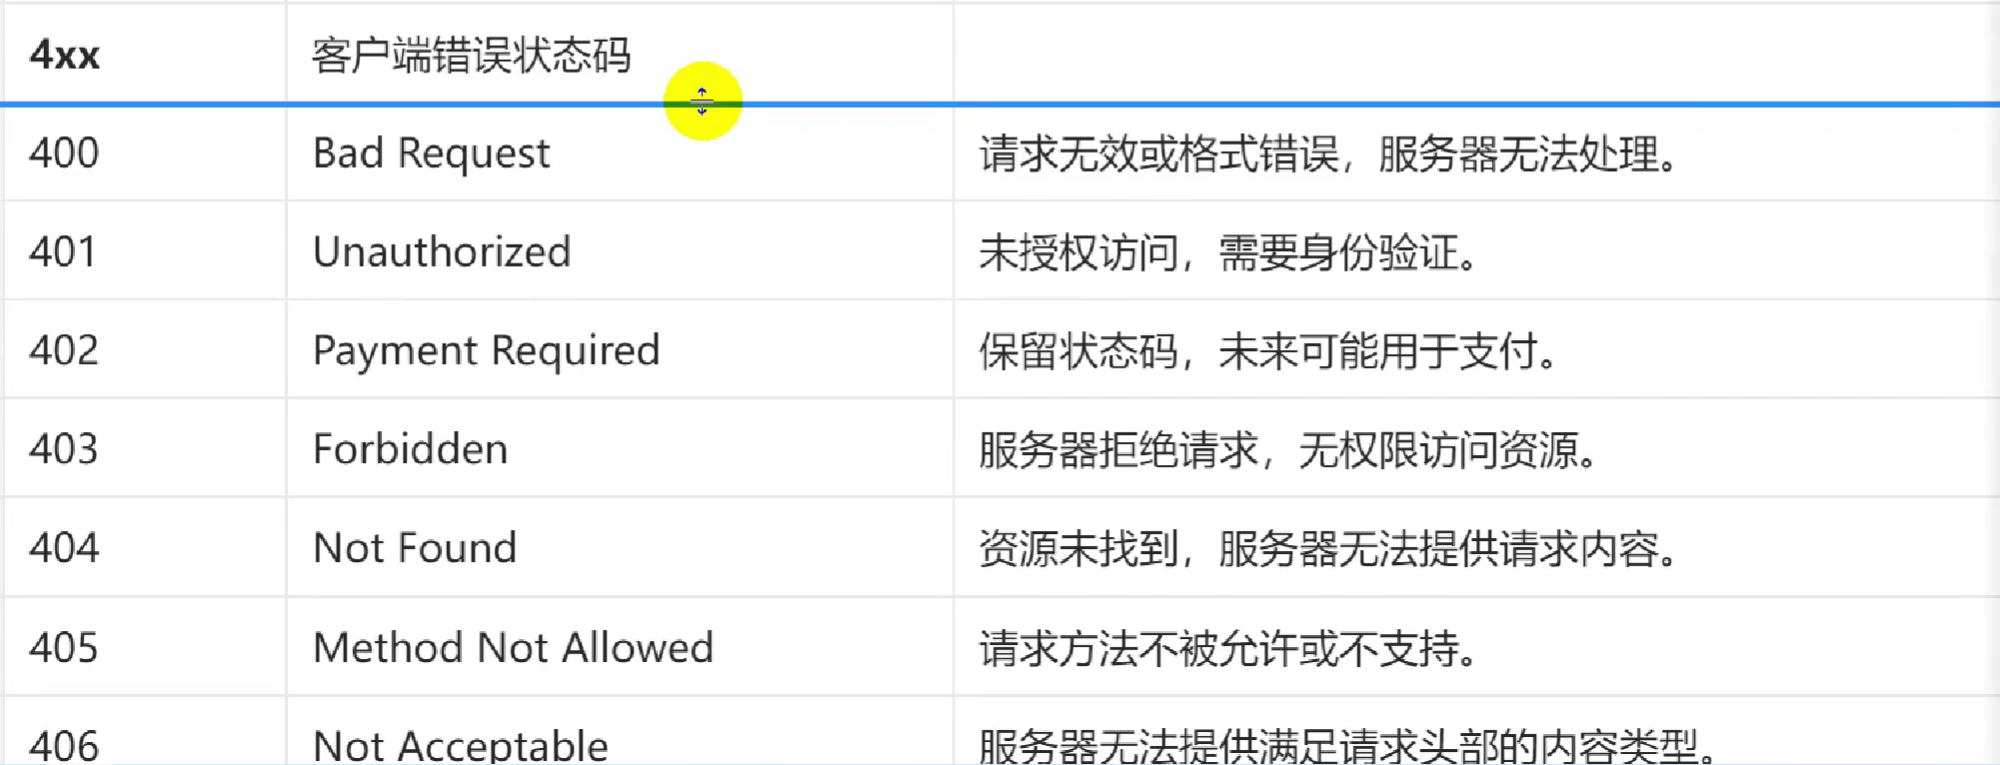 4xx 客户端错误状态码
400 Bad Request 请求无效或格式错误，服务器无法处理。
401 Unauthorized 未授权访问，需要身份验证。
402 Payment Required 保留状态码，未来可能用于支付。
403 Forbidden 服务器拒绝请求，无权限访问资源。
404 Not Found 资源未找到，服务器无法提供请求内容。
405 Method Not Allowed 请求方法不被允许或不支持。
406 Not Acceptable 服务器无法提供满足请求头部的内容类型。